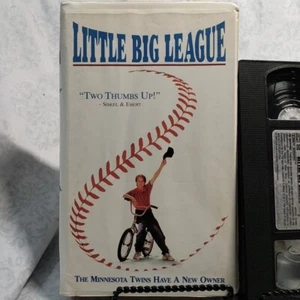 LITTLE BIG LEAGUE
"TWO THUMBS UP!"
- SISKEL & EBERT
THE MINNESOTA TWINS HAVE A NEW OWNER